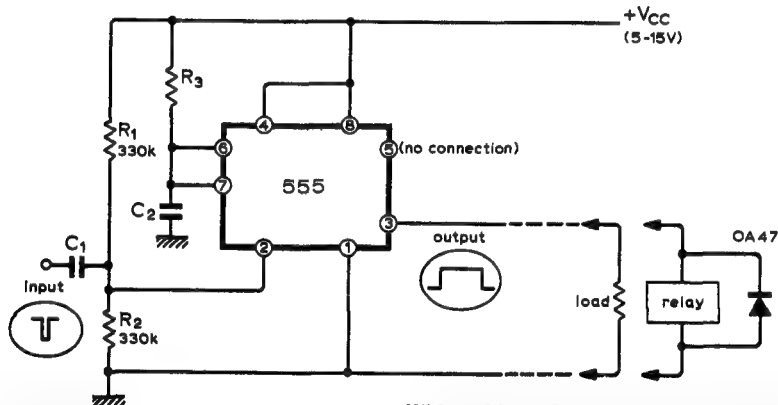 +VCC
(5-15V)
R3
R1
330k
4
8
6
5
(no connection)
7
555
C2
3
2
1
output
OA47
C1
input
load
relay
R2
330k